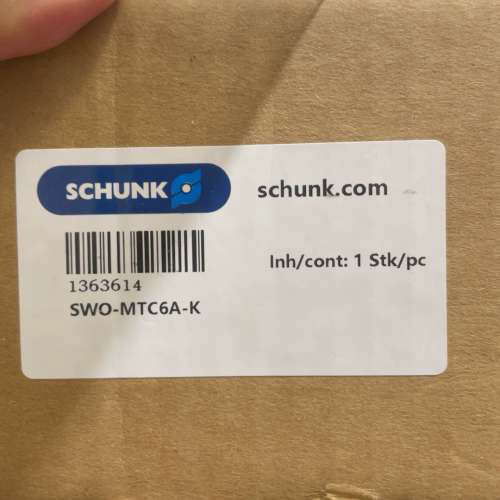 SCHUNK
schunk.com
Inh/cont: 1 Stk/pc
1363614
SWO-MTC6A-K